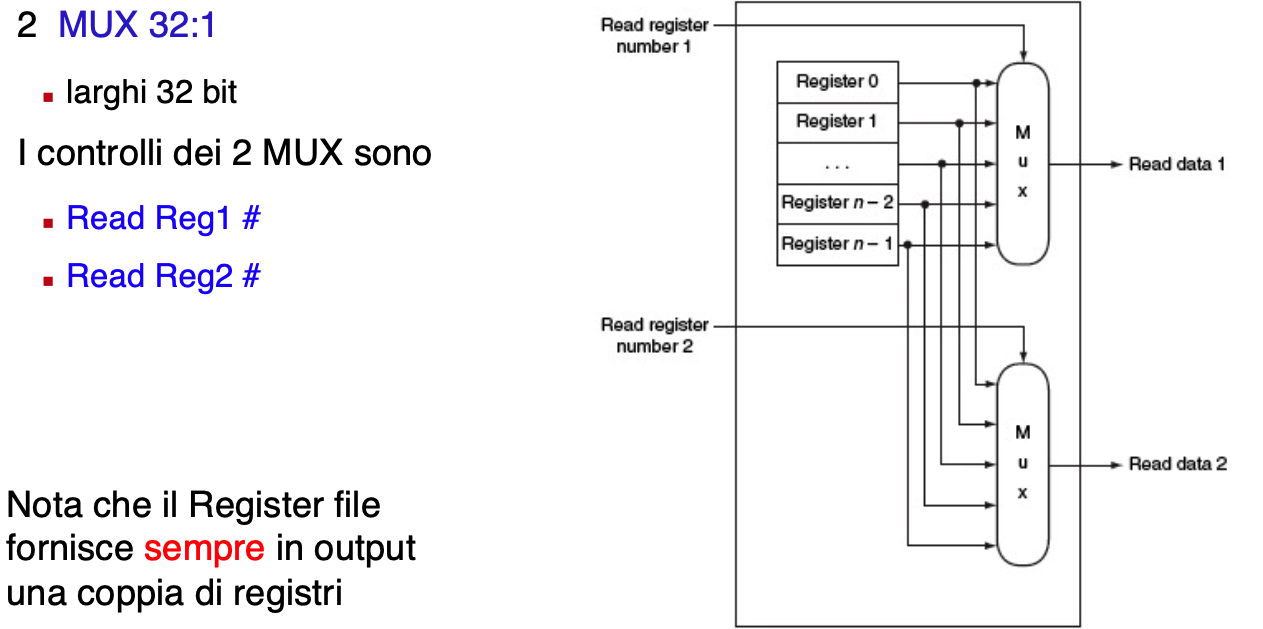 2 MUX 32:1
▪ larghi 32 bit
I controlli dei 2 MUX sono
▪ Read Reg1 #
▪ Read Reg2 #
Nota che il Register file
fornisce sempre in output
una coppia di registri
Read register
number 1
Register 0
Register 1
. . .
Register n – 2
Register n – 1
M
u
x
Read data 1
Read register
number 2
M
u
x
Read data 2